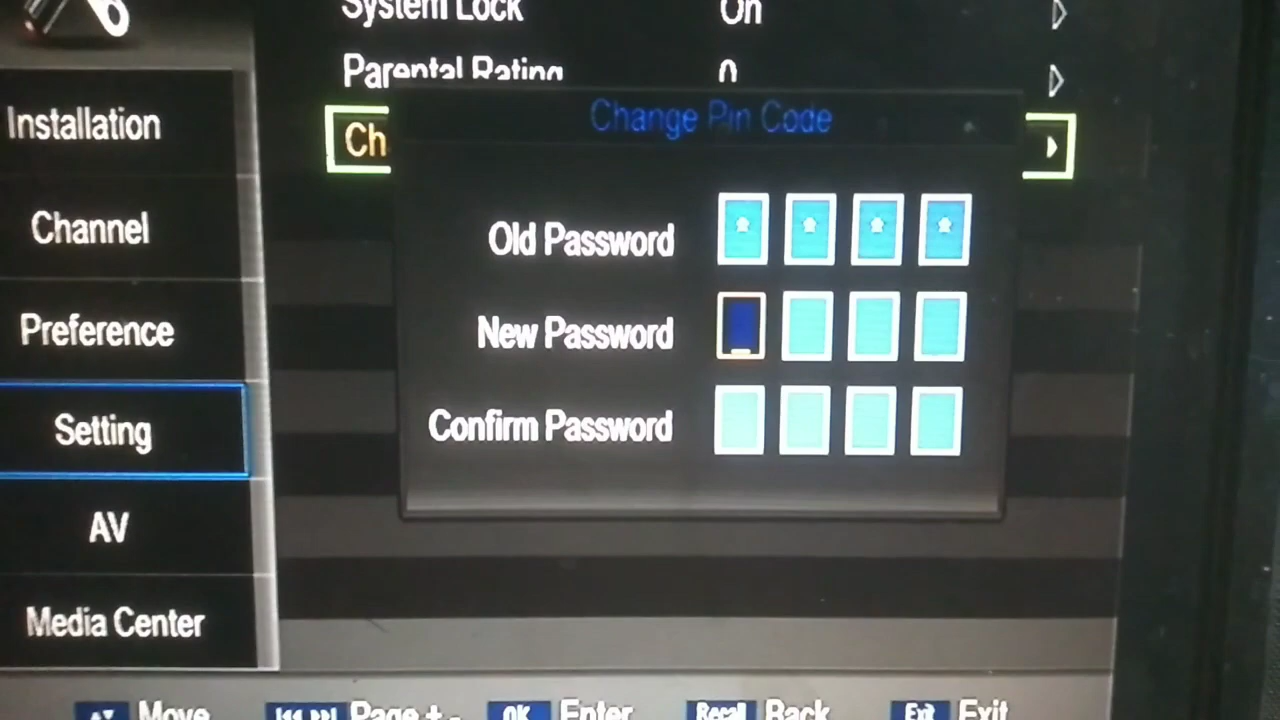 System Lock On
Parental Rating 0
Ch
Change Pin Code
Old Password * * * *
New Password
Confirm Password
Installation
Channel
Preference
Setting
AV
Media Center
Move Page + - OK Enter Recall Back Exit Exit